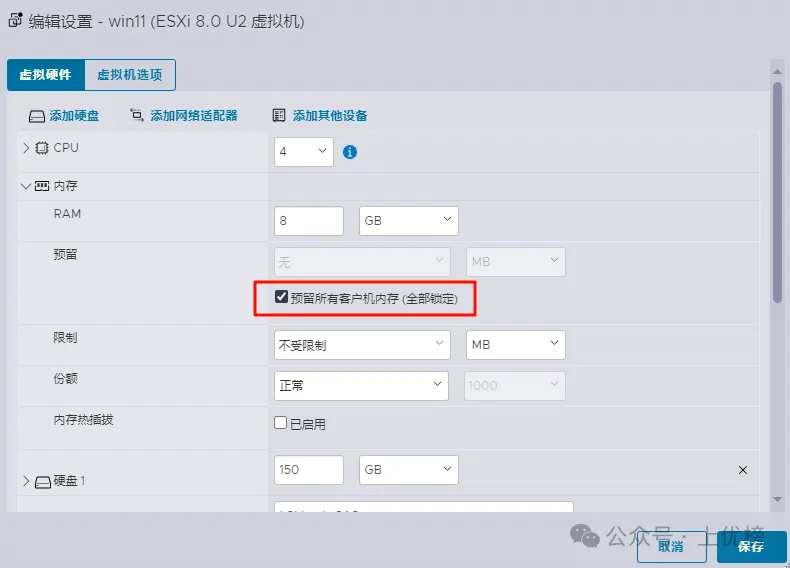 编辑设置 - win11 (ESXi 8.0 U2 虚拟机)
虚拟硬件 虚拟机选项
添加硬盘 添加网络适配器 添加其他设备
CPU 4
内存
RAM 8 GB
预留 无 MB
预留所有客户机内存 (全部锁定)
限制 不受限制 MB
份额 正常 1000
内存热插拔 已启用
硬盘 1 150 GB
公众号 · 上优榜
取消 保存